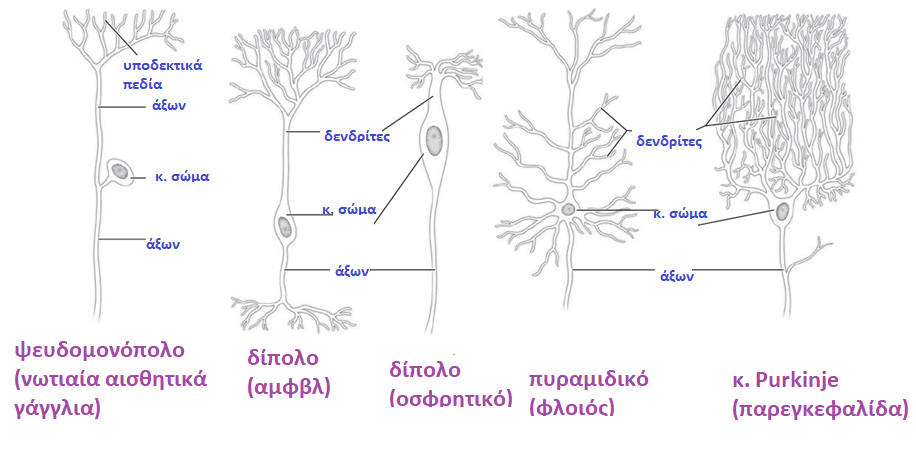 υποδεκτικά
πεδία
άξων
κ. σώμα
άξων
δενδρίτες
κ, σώμα
άξων
δενδρίτες
κ. σώμα
άξων
ψευδομονόπολο
(νωτιαία αισθητικά
γάγγλια)
δίπολο
(αμφβλ)
δίπολο
(οσφρητικό)
πυραμιδικό
(φλοιός)
κ. Purkinje
(παρεγκεφαλίδα)